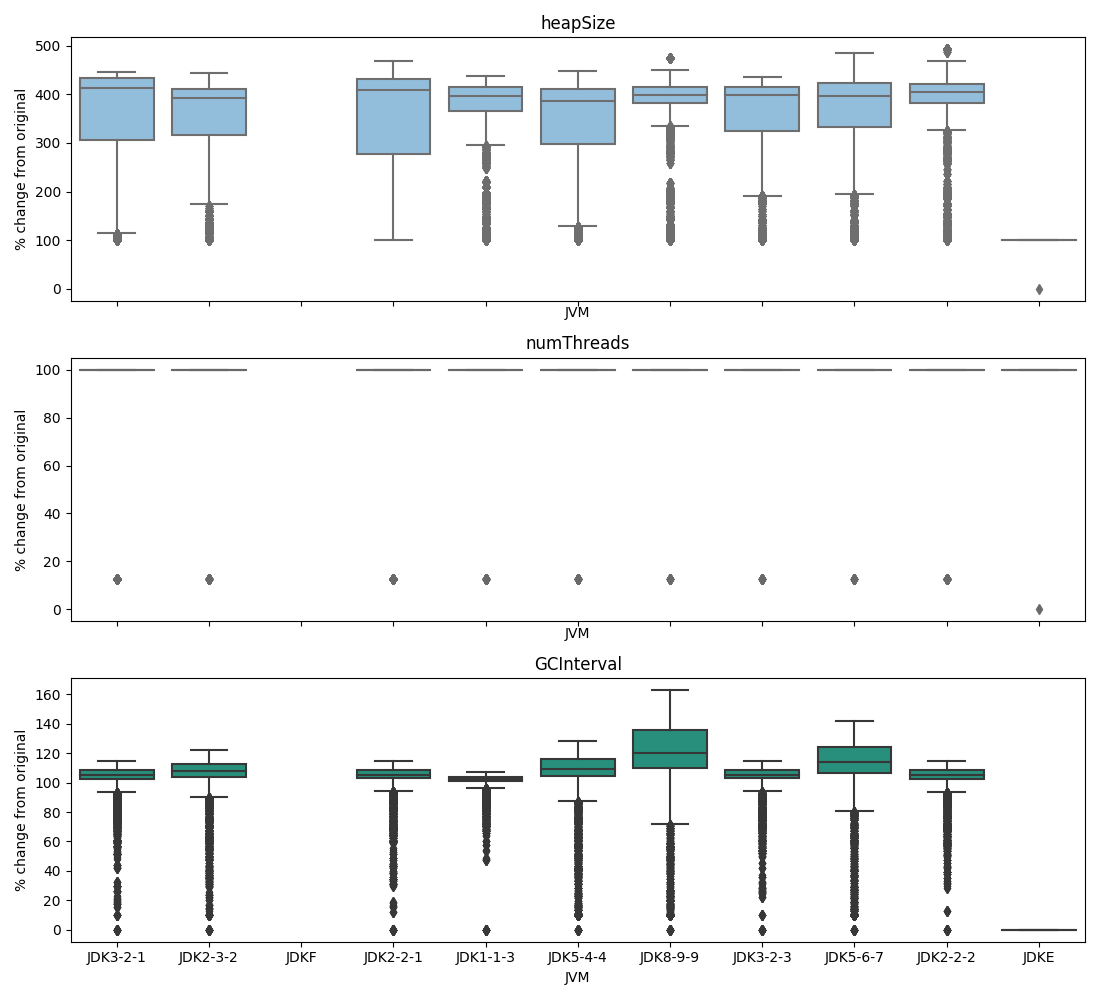 heapSize
% change from original
500
400
300
200
100
0
JVM
numThreads
% change from original
100
80
60
40
20
0
JVM
GCInterval
% change from original
160
140
120
100
80
60
40
20
0
JDK3-2-1 JDK2-3-2 JDKF JDK2-2-1 JDK1-1-3 JDK5-4-4 JDK8-9-9 JDK3-2-3 JDK5-6-7 JDK2-2-2 JDKE
JVM